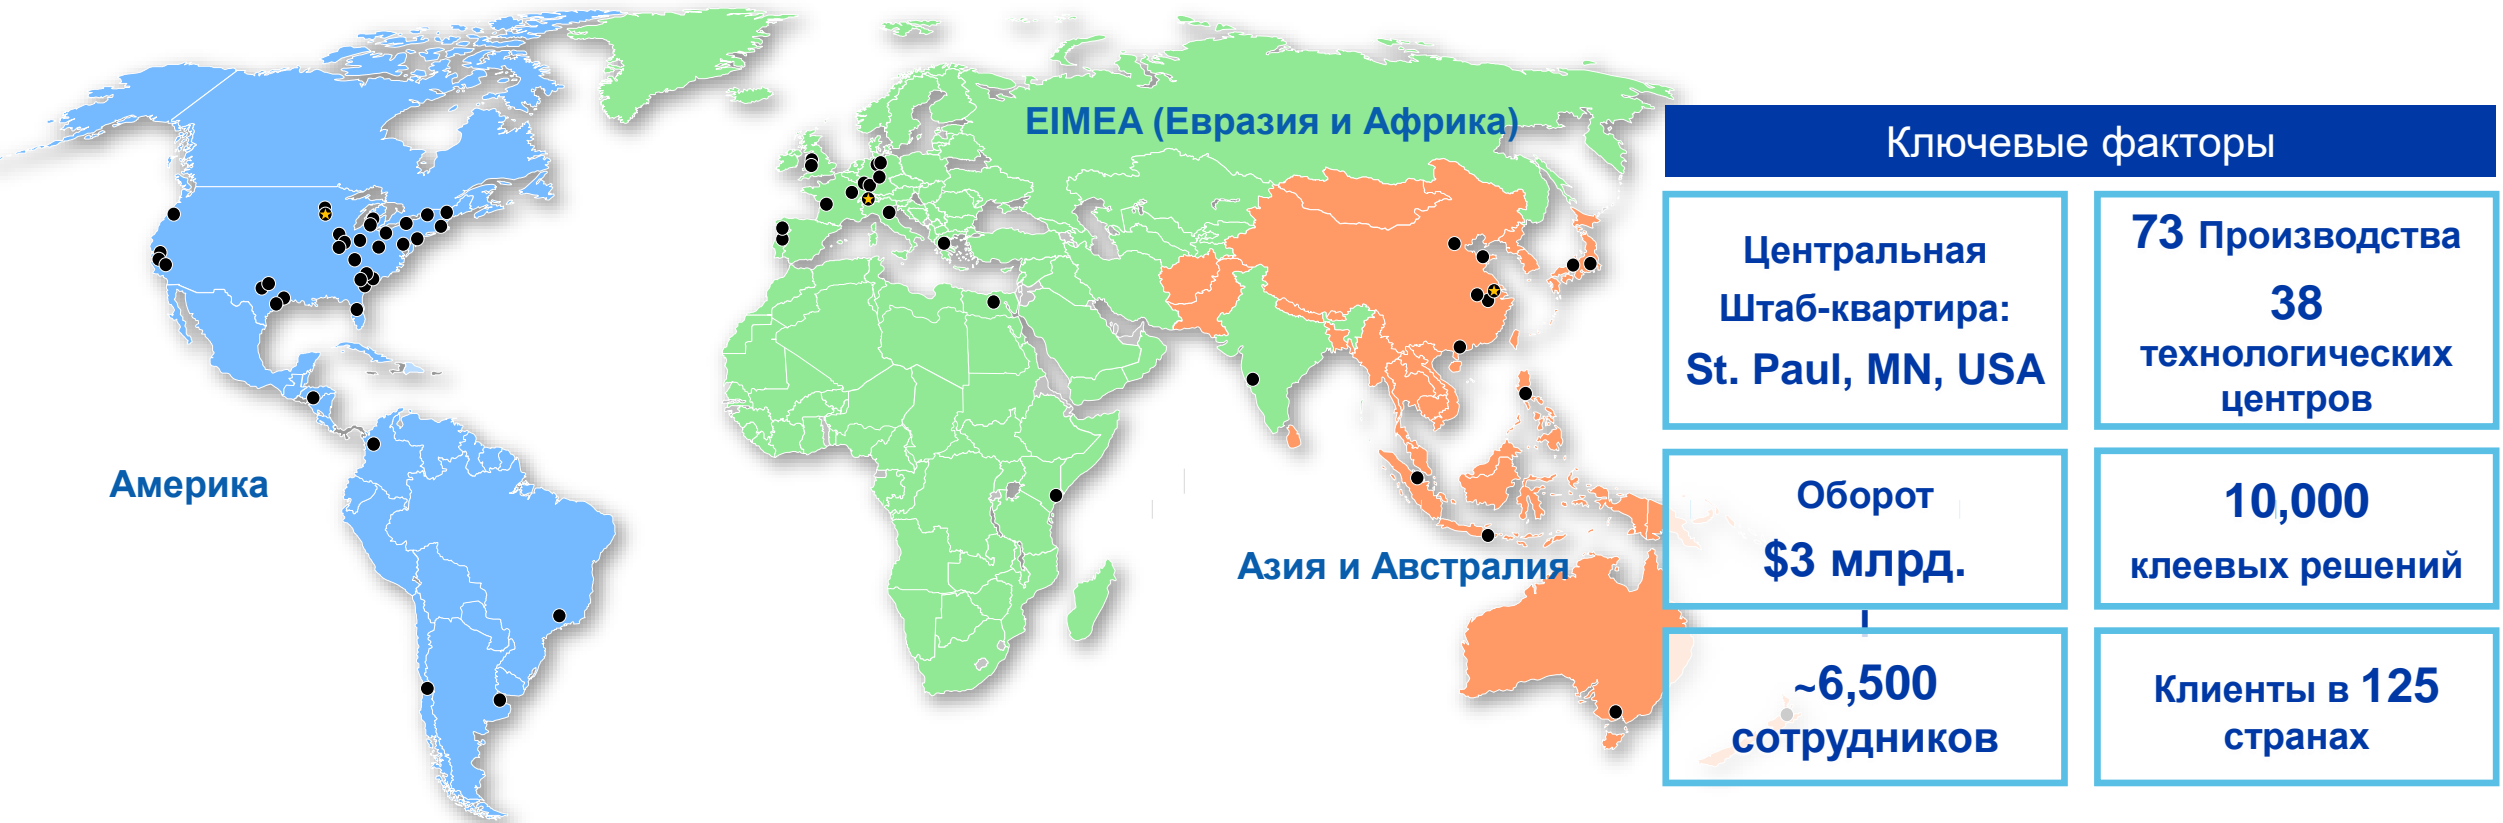 EIMEA (Евразия и Африка)
Америка
Азия и Австралия
Ключевые факторы
Центральная
Штаб-квартира:
St. Paul, MN, USA
73 Производства
38
технологических
центров
Оборот
$3 млрд.
10,000
клеевых решений
~6,500
сотрудников
Клиенты в 125
странах